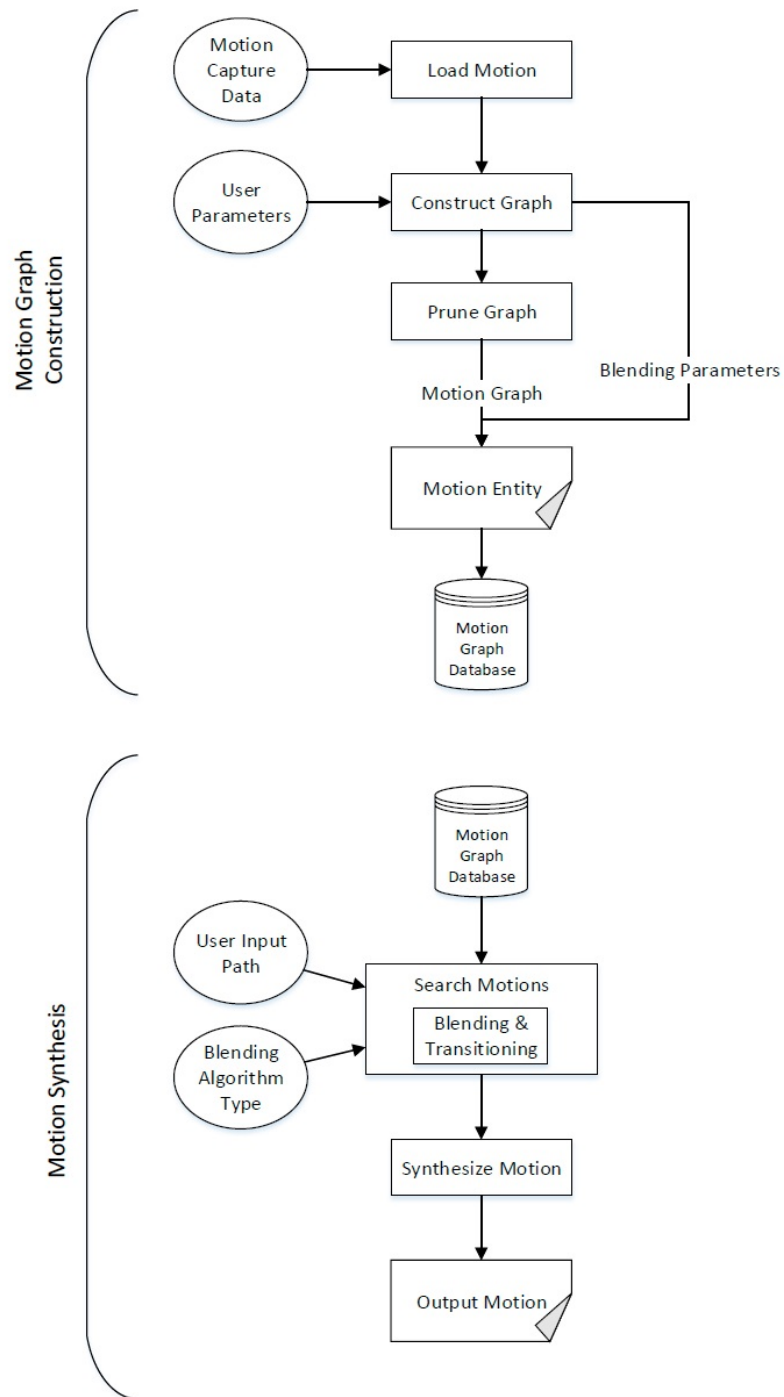 Motion Graph
Construction
Motion
Capture
Data
Load Motion
User
Parameters
Construct Graph
Prune Graph
Blending Parameters
Motion Graph
Motion Entity
Motion
Graph
Database
Motion Synthesis
Motion
Graph
Database
User Input
Path
Search Motions
Blending &
Transitioning
Blending
Algorithm
Type
Synthesize Motion
Output Motion